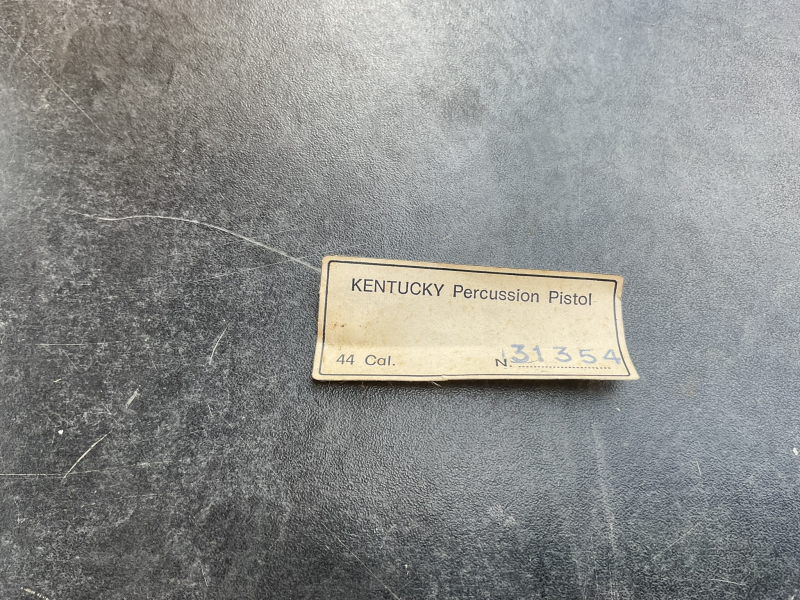 KENTUCKY Percussion Pistol
44 Cal. N. 31354